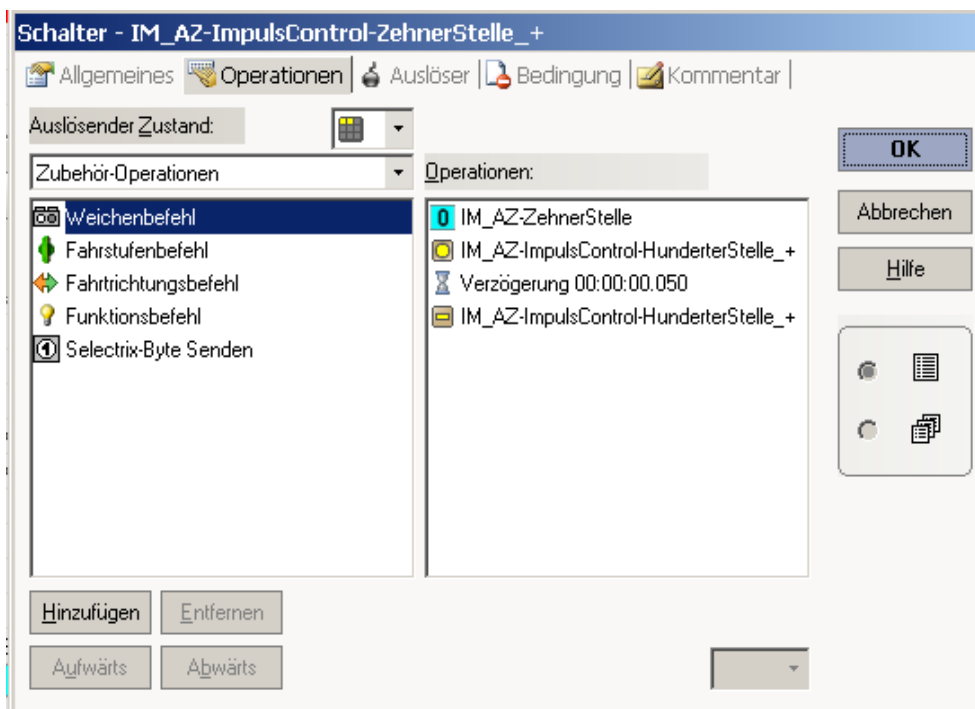 Schalter - IM_AZ-ImpulsControl-ZehnerStelle_+
Allgemeines Operationen Auslöser Bedingung Kommentar
Auslösender Zustand:
Zubehör-Operationen
Operationen:
Weichenbefehl
Fahrstufenbefehl
Fahrtrichtungsbefehl
Funktionsbefehl
1 Selectrix-Byte Senden
0 IM_AZ-ZehnerStelle
IM_AZ-ImpulsControl-HunderterStelle_+
Verzögerung 00:00:00.050
IM_AZ-ImpulsControl-HunderterStelle_+
OK
Abbrechen
Hilfe
Hinzufügen Entfernen
Aufwärts Abwärts